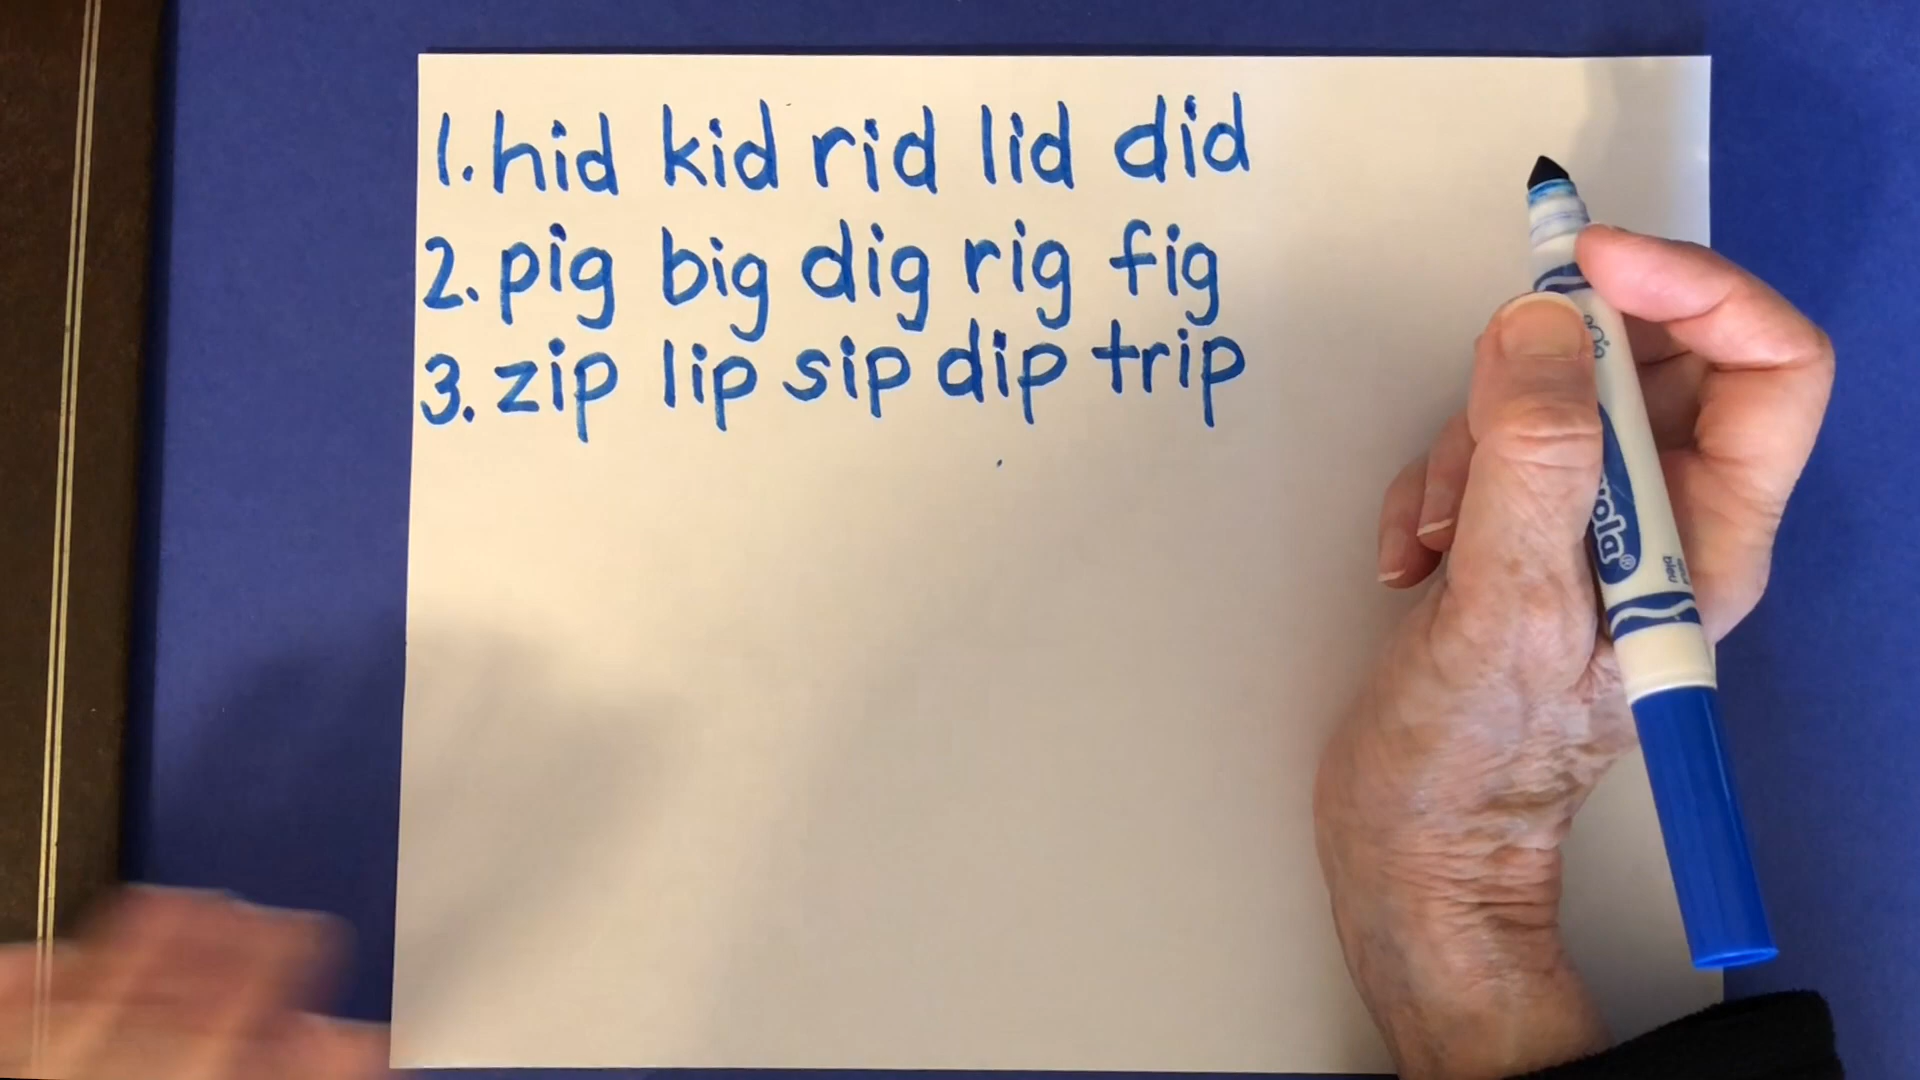 1. hid kid rid lid did
2. pig big dig rig fig
3. zip lip sip dip trip